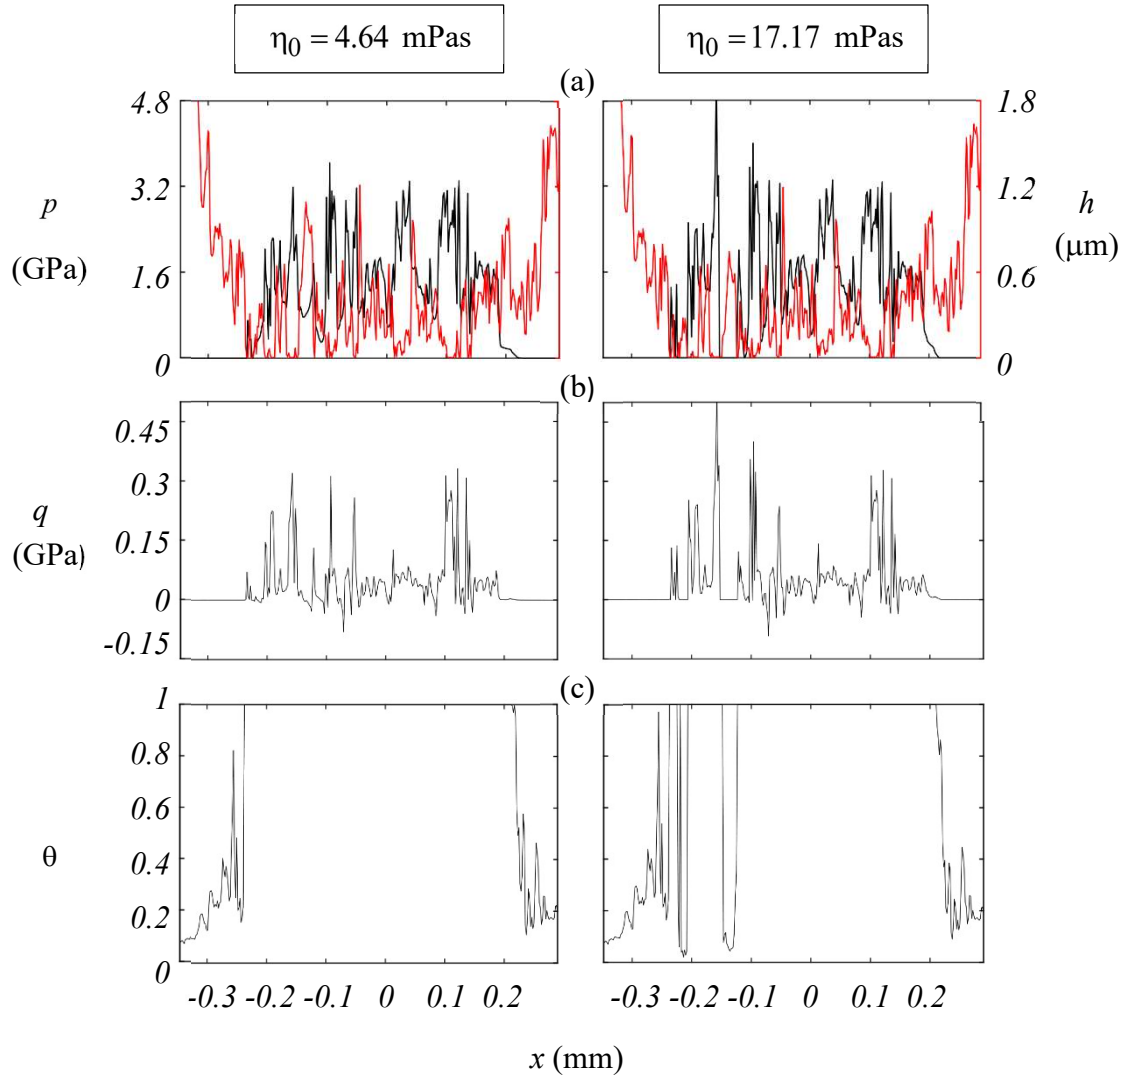 η0 = 4.64 mPas
η0 = 17.17 mPas
(a)
4.8
3.2
1.6
0
p
(GPa)
1.8
1.2
0.6
0
h
(μm)
(b)
0.45
0.3
0.15
0
-0.15
q
(GPa)
(c)
1
0.8
0.6
0.4
0.2
0
θ
-0.3 -0.2 -0.1 0 0.1 0.2
-0.3 -0.2 -0.1 0 0.1 0.2
x (mm)